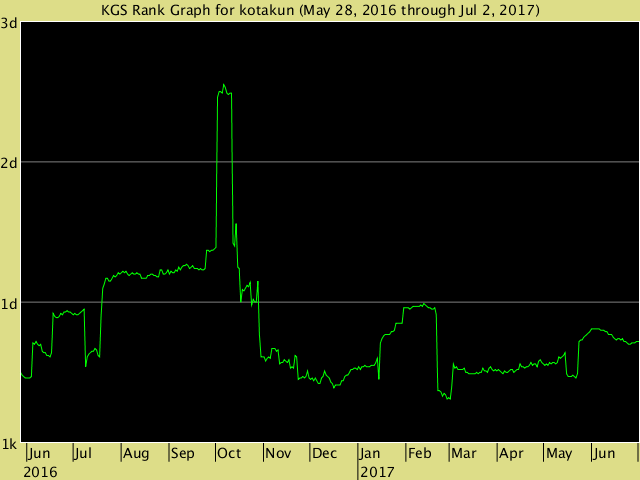 KGS Rank Graph for kotakun (May 28, 2016 through Jul 2, 2017)
3d
2d
1d
1k
Jun Jul Aug Sep Oct Nov Dec Jan Feb Mar Apr May Jun
2016 2017